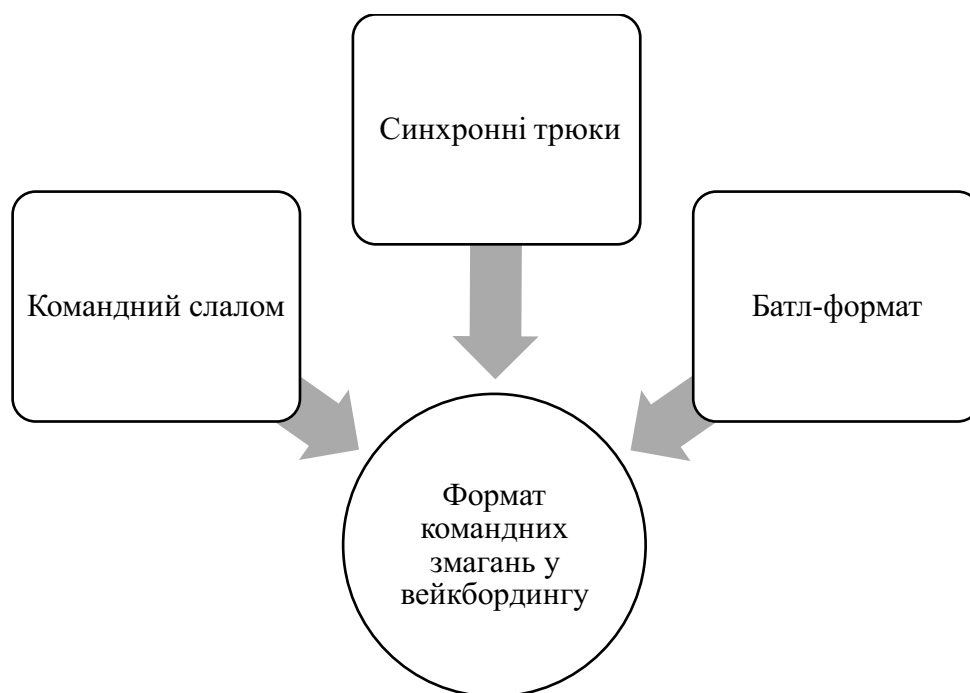 Синхронні трюки
Командний слалом
Батл-формат
Формат
командних
змагань у
вейкбордингу